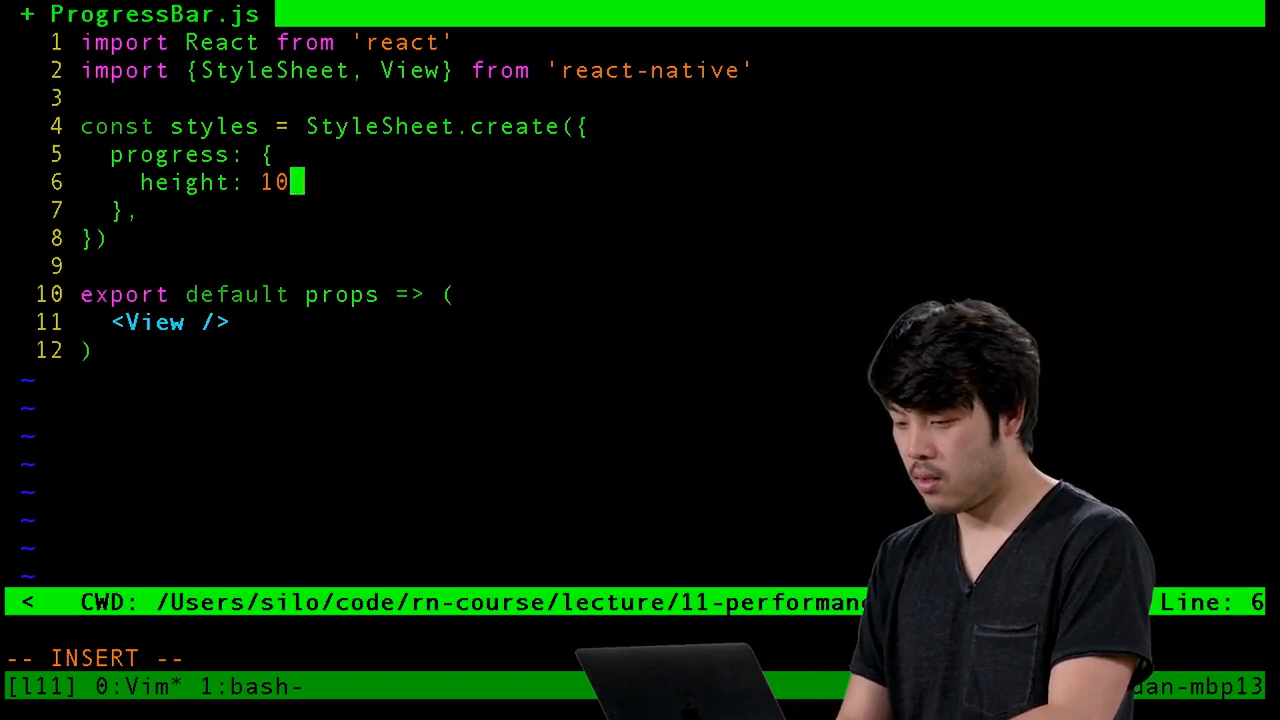 + ProgressBar.js
1 import React from 'react'
2 import {StyleSheet, View} from 'react-native'
3
4 const styles = StyleSheet.create({
5   progress: {
6     height: 10
7   },
8 })
9
10 export default props => (
11   <View />
12 )
~
~
~
~
~
~
~
~
<   CWD: /Users/silo/code/rn-course/lecture/11-performan Line: 6
-- INSERT --
[l11] 0:Vim* 1:bash- dan-mbp13